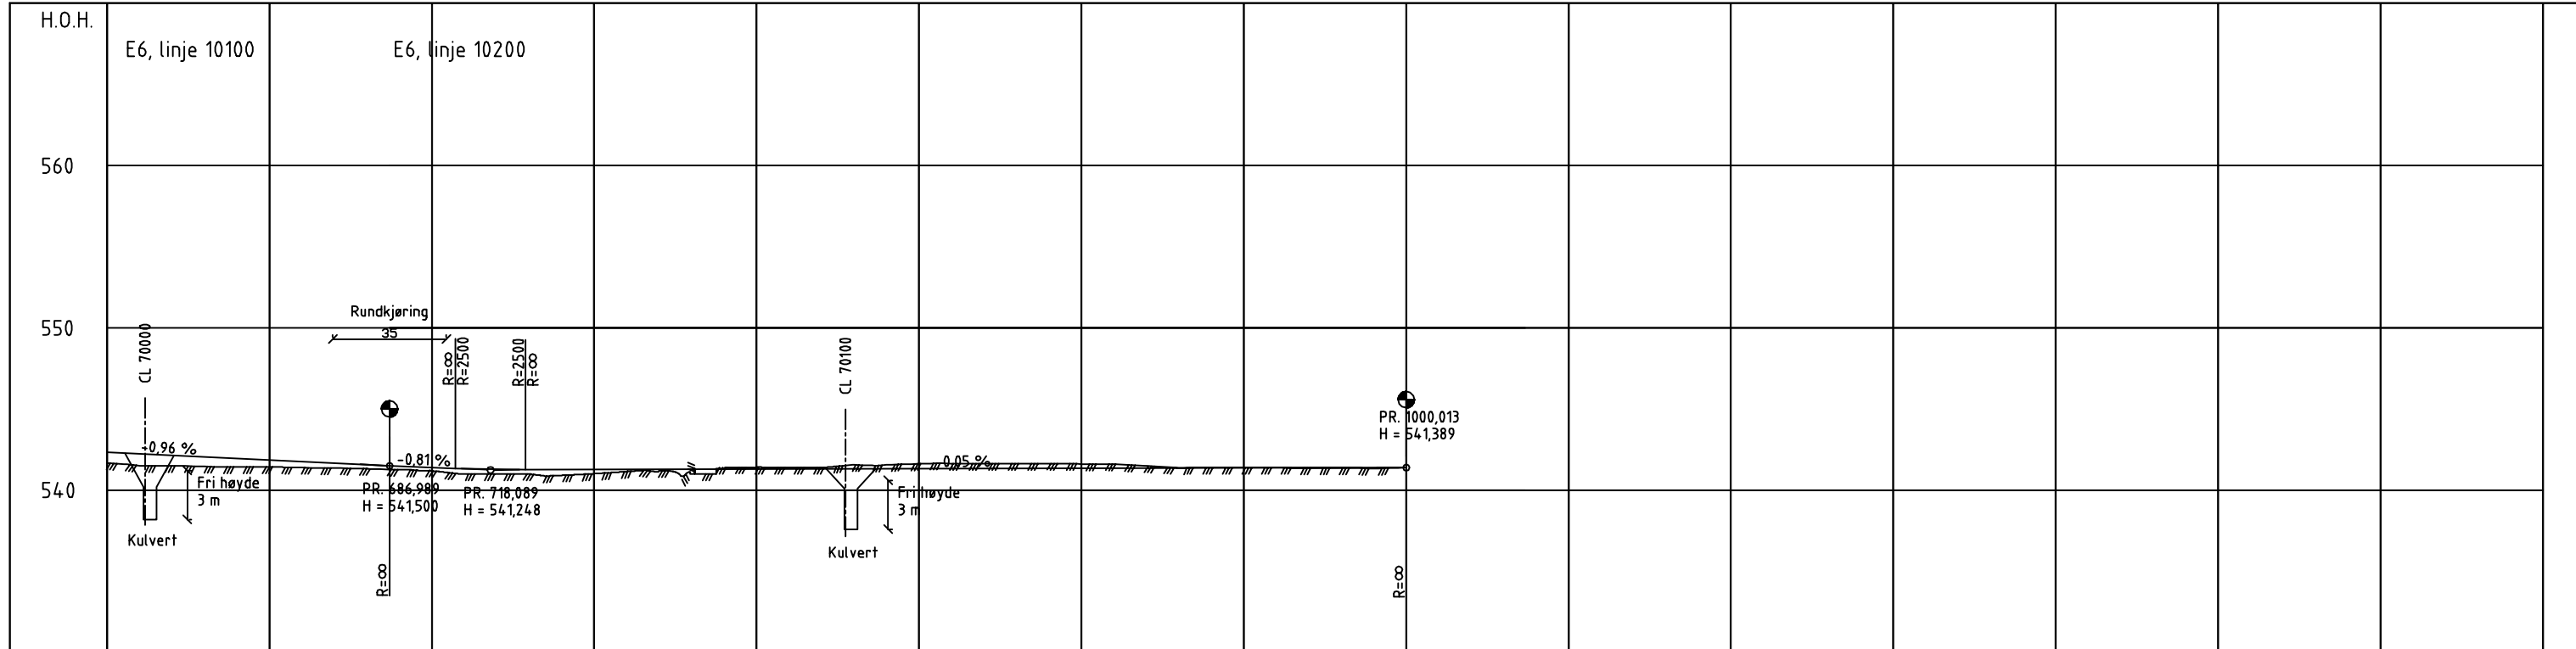 H.O.H.
E6, linje 10100
E6, linje 10200
560
550
540
Rundkjøring
35
CL 70000
R=∞
R=2500
R=2500
R=∞
CL 70100
-0,96 %
-0,81 %
0,05 %
PR. 686,989
H = 541,500
PR. 718,089
H = 541,248
PR. 1000,013
H = 541,389
Fri høyde
3 m
Fri høyde
3 m
Kulvert
Kulvert
R=∞
R=∞